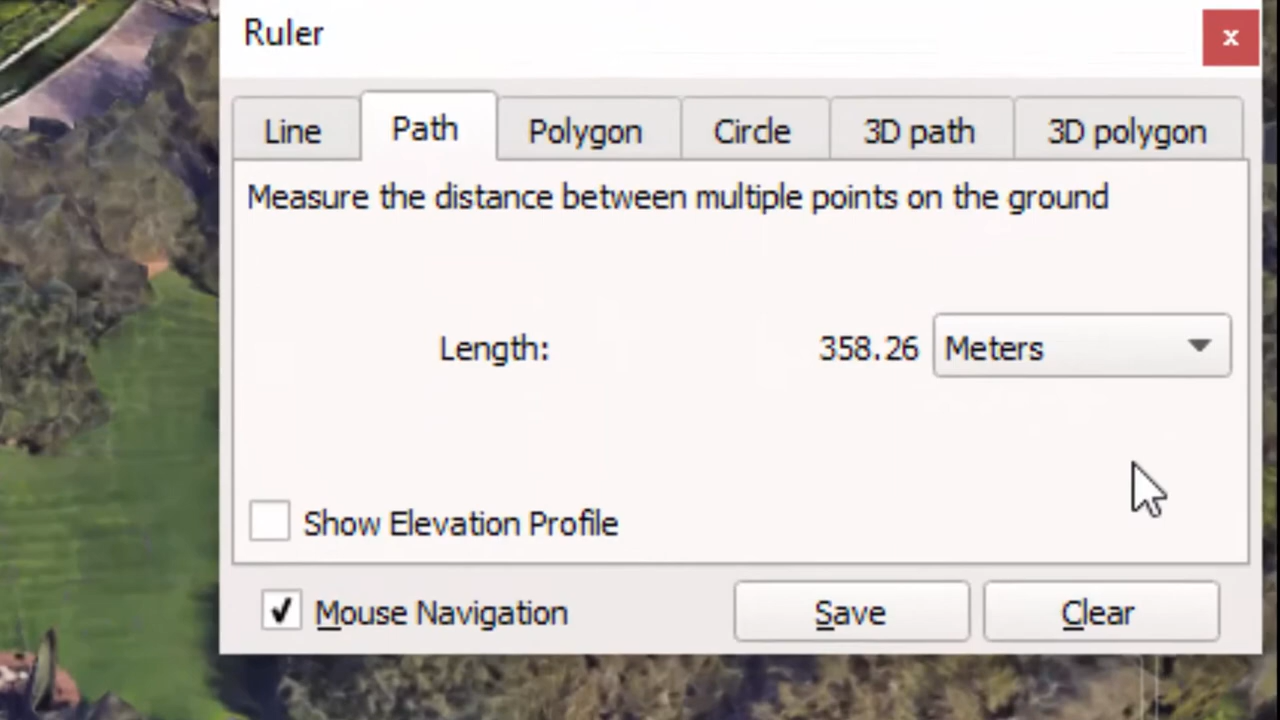 Ruler
x
Line Path Polygon Circle 3D path 3D polygon
Measure the distance between multiple points on the ground
Length: 358.26 Meters
Show Elevation Profile
Mouse Navigation Save Clear